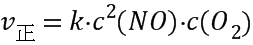 v正 = k·c²(NO)·c(O₂)